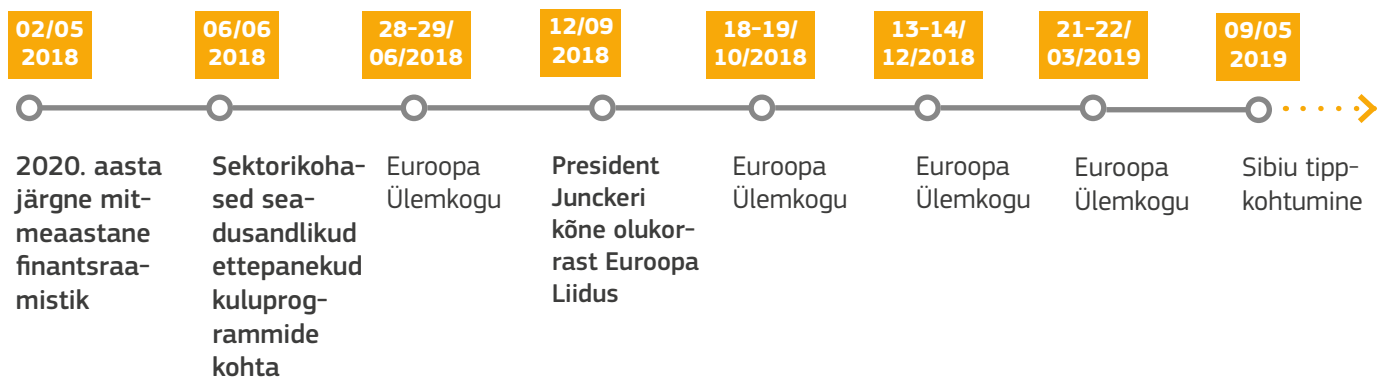 02/05
2018
06/06
2018
28-29/
06/2018
12/09
2018
18-19/
10/2018
13-14/
12/2018
21-22/
03/2019
09/05
2019
2020. aasta
järgne mit-
meaastane
finantsraa-
mistik
Sektorikoha-
sed sea-
dusandlikud
ettepanekud
kuluprog-
rammide
kohta
Euroopa
Ülemkogu
President
Junckeri
kõne olukor-
rast Euroopa
Liidus
Euroopa
Ülemkogu
Euroopa
Ülemkogu
Euroopa
Ülemkogu
Sibiu tipp-
kohtumine